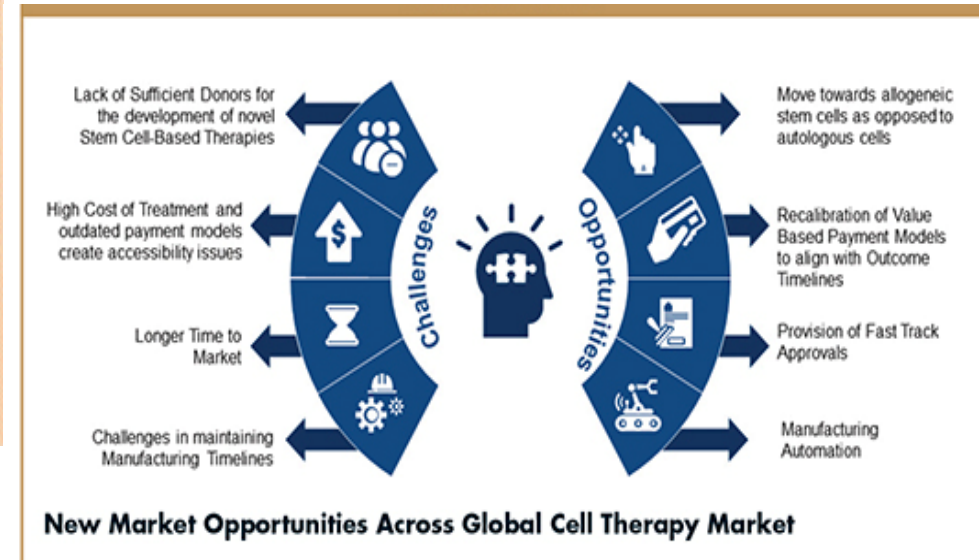 Lack of Sufficient Donors for
the development of novel
Stem Cell-Based Therapies
High Cost of Treatment and
outdated payment models
create accessibility issues
Longer Time to
Market
Challenges in maintaining
Manufacturing Timelines
$
Challenges
Opportunities
Move towards allogeneic
stem cells as opposed to
autologous cells
Recalibration of Value
Based Payment Models
to align with Outcome
Timelines
Provision of Fast Track
Approvals
Manufacturing
Automation
New Market Opportunities Across Global Cell Therapy Market